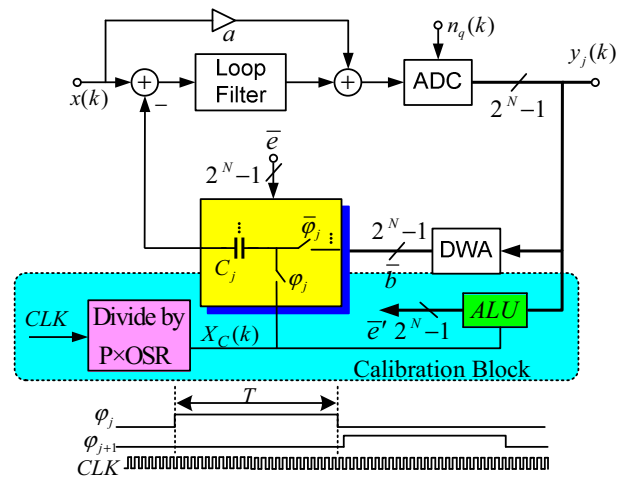 a
n_q(k)
y_j(k)
x(k)
+
−
Loop
Filter
+
ADC
2^N−1
e̅
2^N−1
C_j
φ̅_j
φ_j
2^N−1
b̅
DWA
CLK
Divide by
P×OSR
X_C(k)
e̅' 2^N−1
ALU
Calibration Block
φ_j
T
φ_{j+1}
CLK